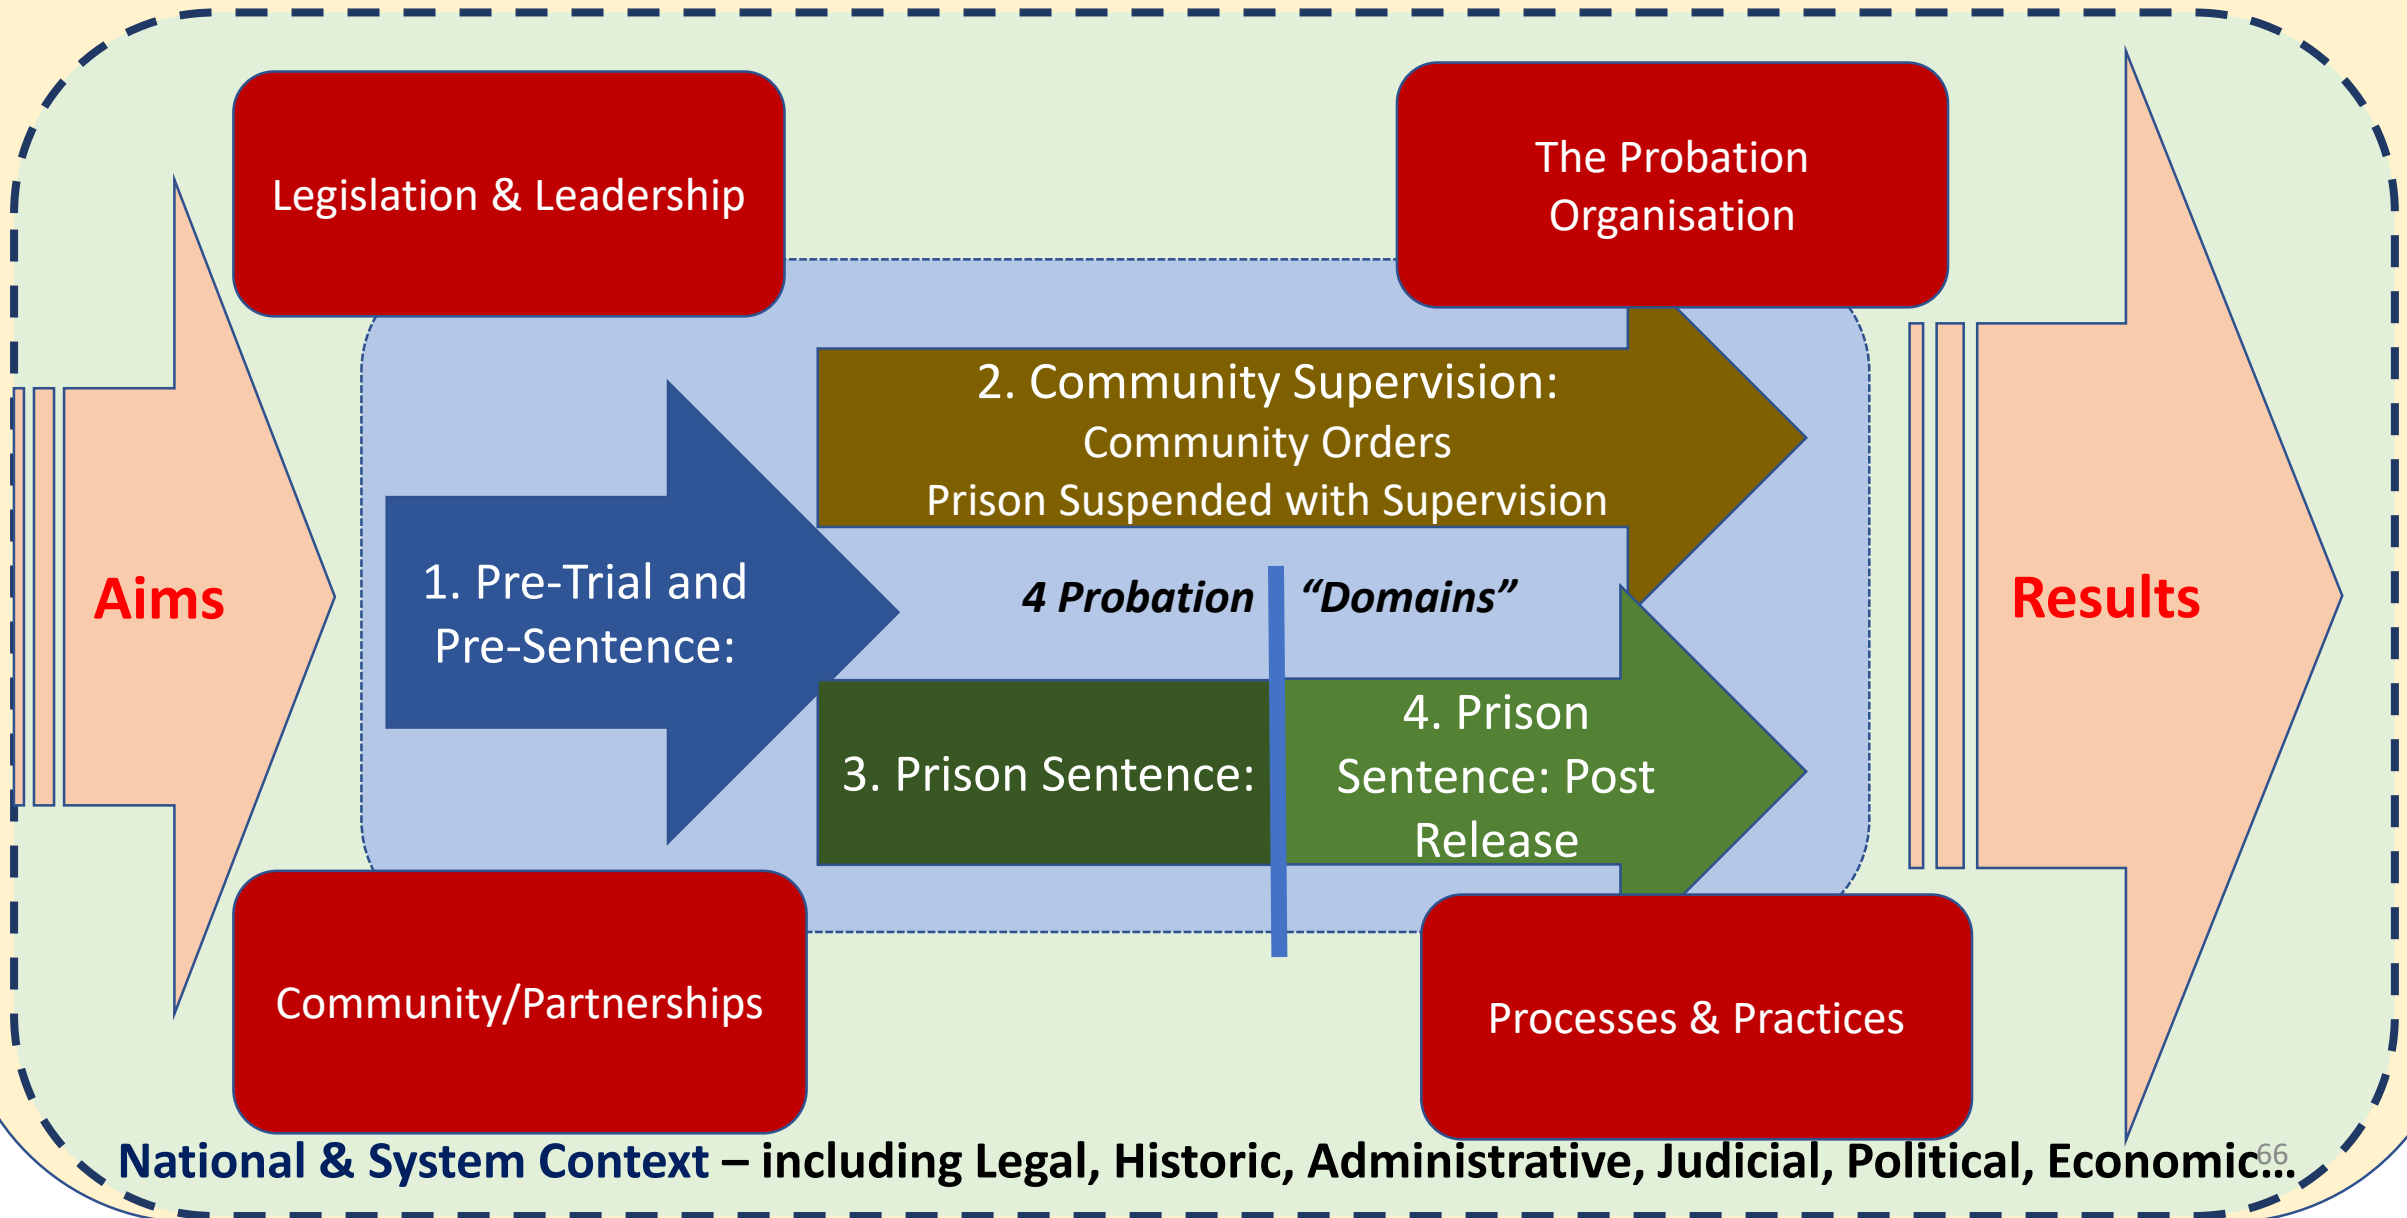 Legislation & Leadership
The Probation
Organisation
2. Community Supervision:
Community Orders
Prison Suspended with Supervision
Aims
1. Pre-Trial and
Pre-Sentence:
4 Probation “Domains”
Results
3. Prison Sentence:
4. Prison
Sentence: Post
Release
Community/Partnerships
Processes & Practices
National & System Context – including Legal, Historic, Administrative, Judicial, Political, Economic…
66